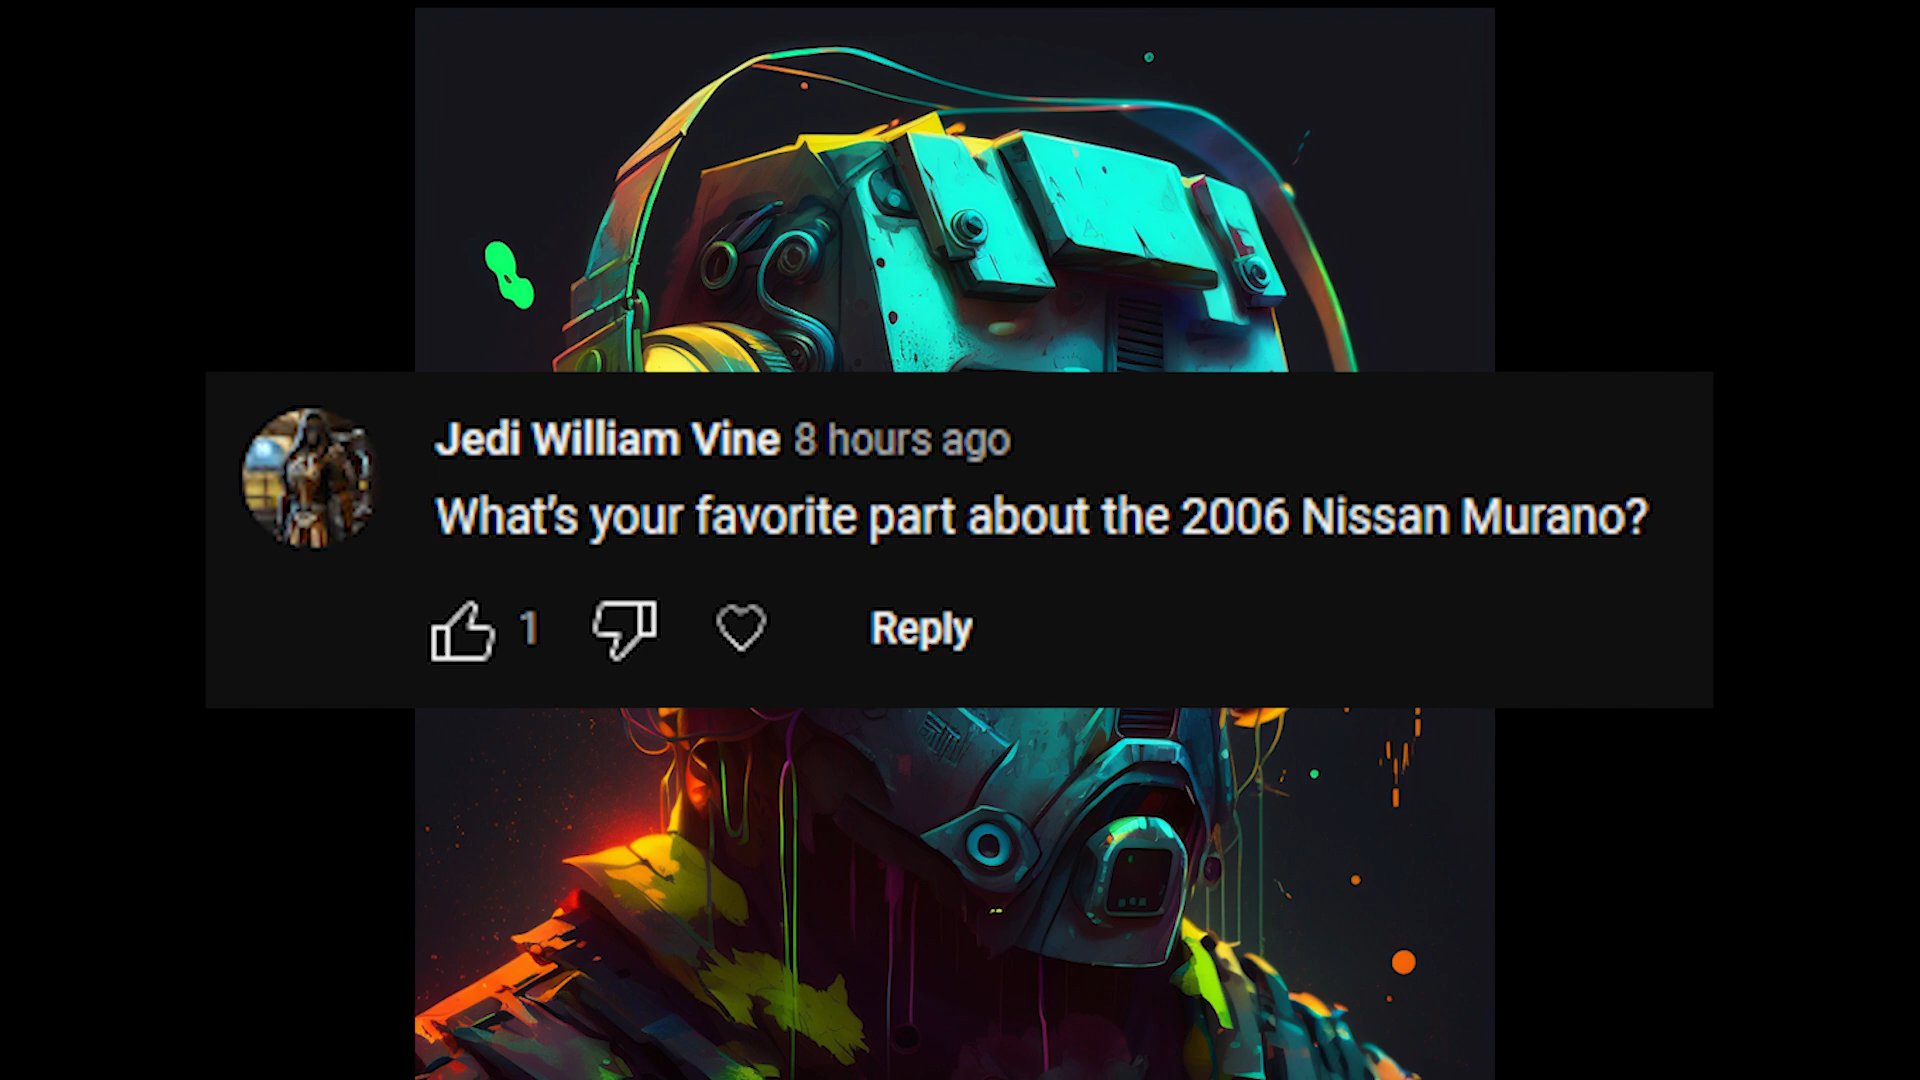 Jedi William Vine 8 hours ago
What's your favorite part about the 2006 Nissan Murano?
1 Reply